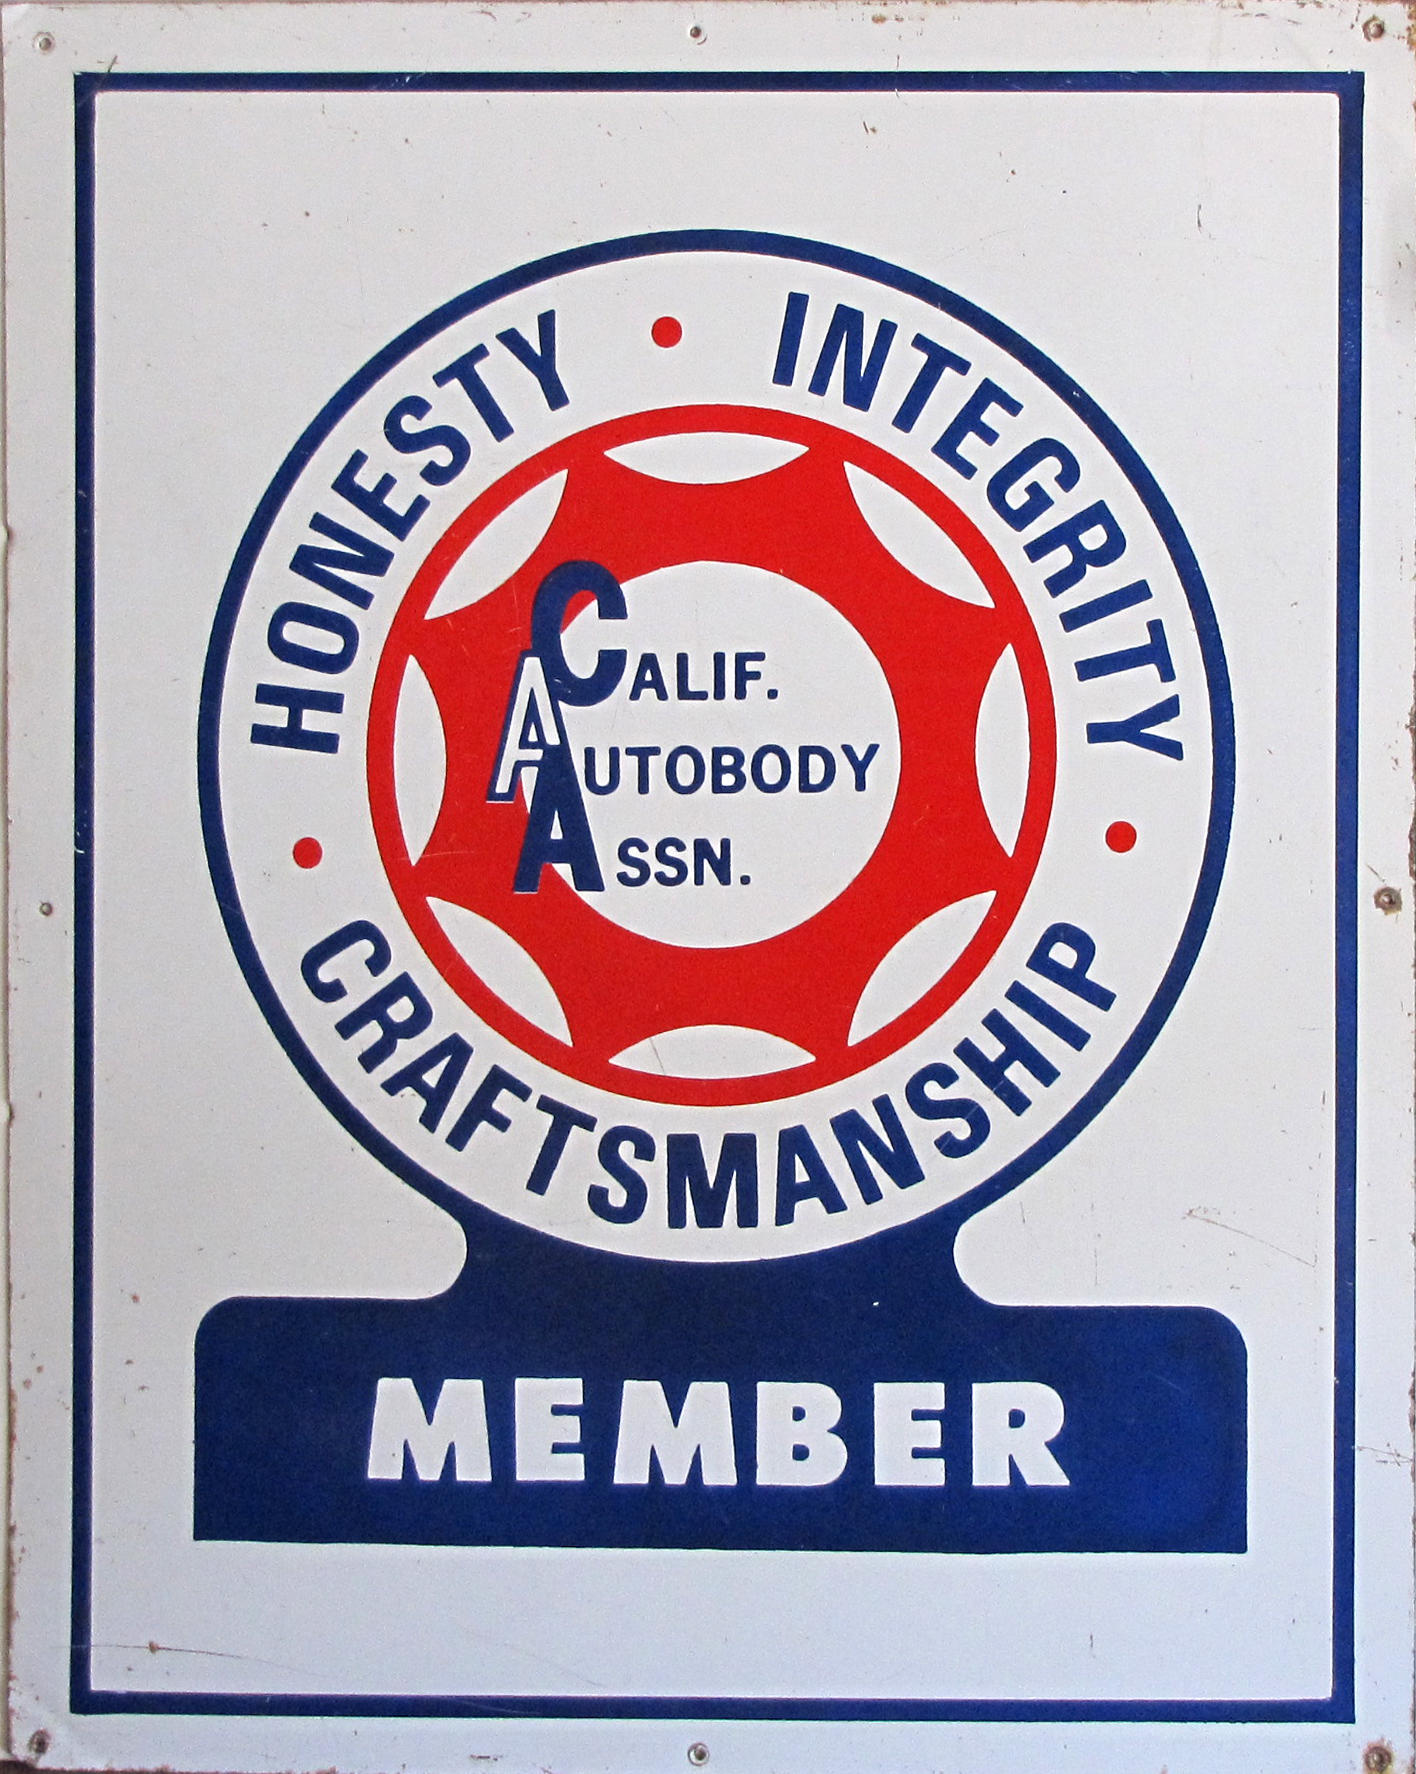 HONESTY • INTEGRITY
• CRAFTSMANSHIP •
CALIF.
AUTOBODY
ASSN.
MEMBER